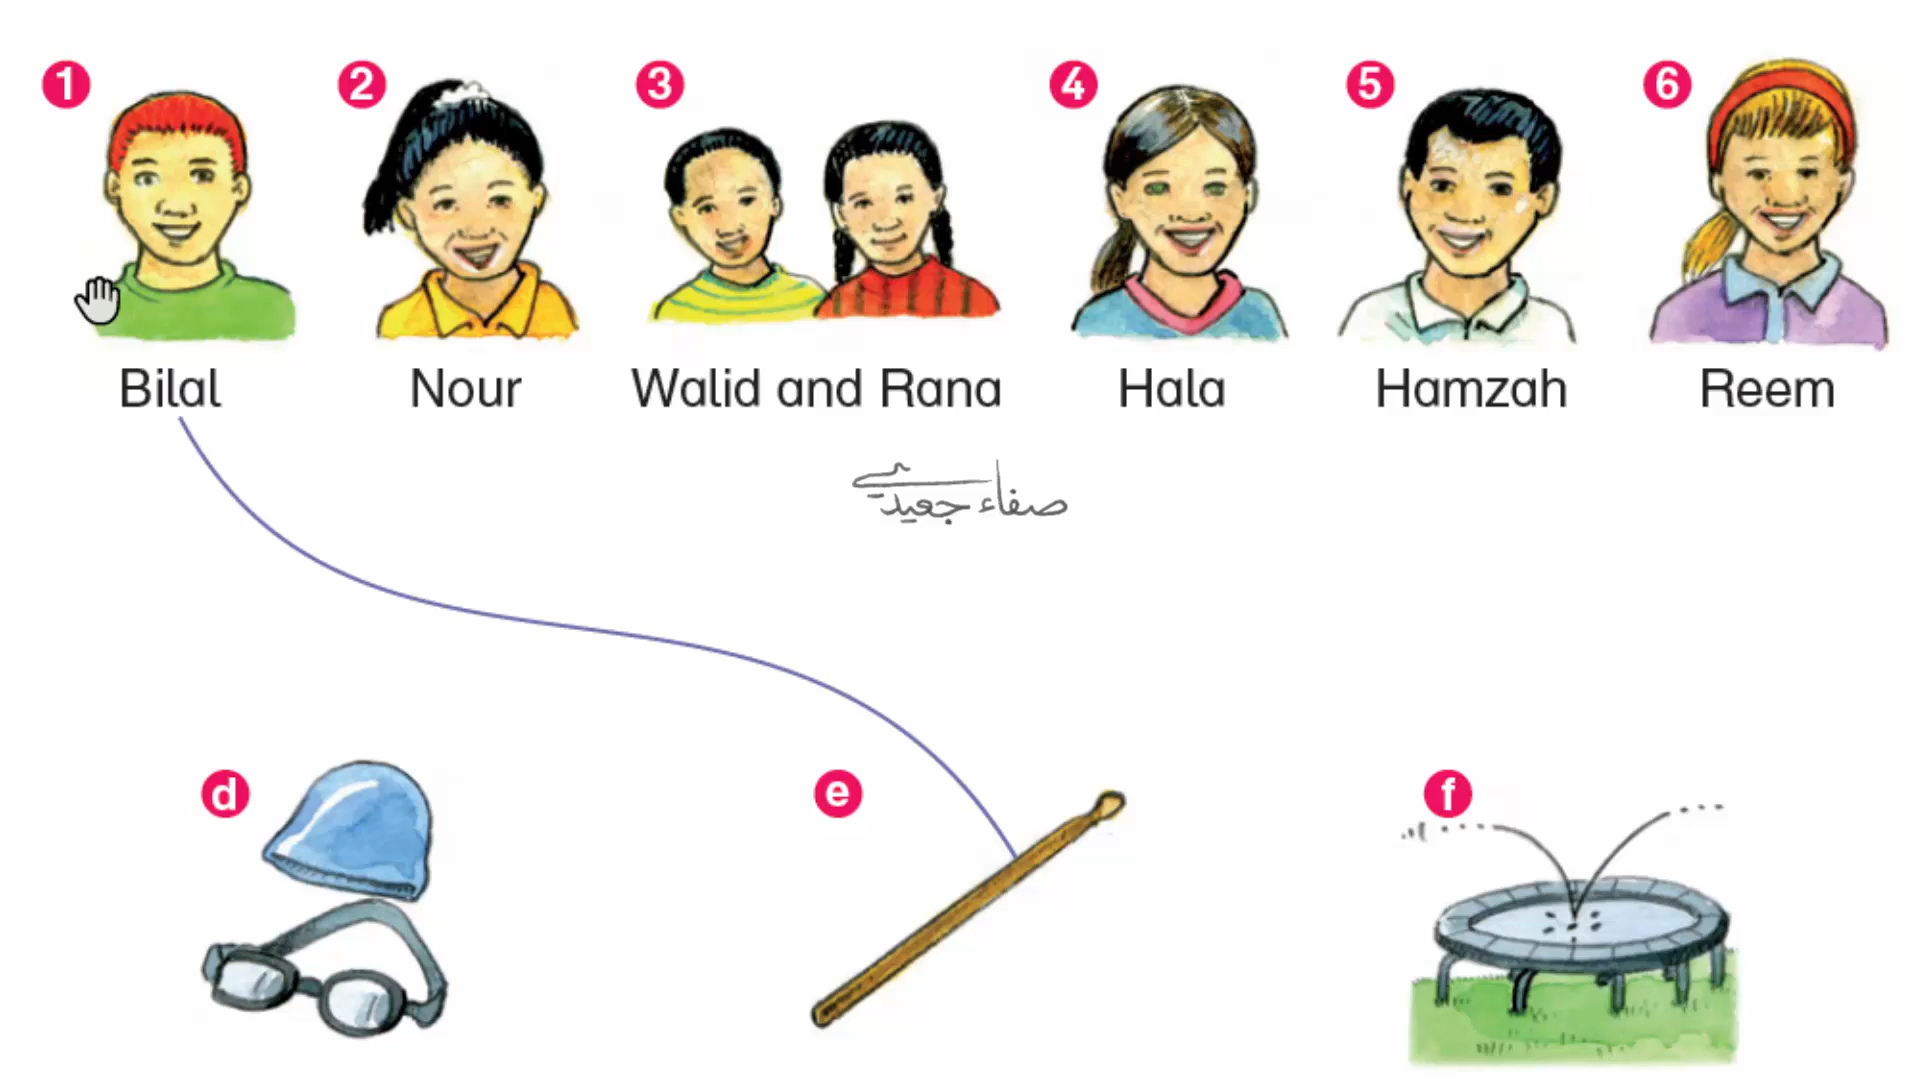 1 2 3 4 5 6
Bilal Nour Walid and Rana Hala Hamzah Reem
صفاء جعيدي
d e f